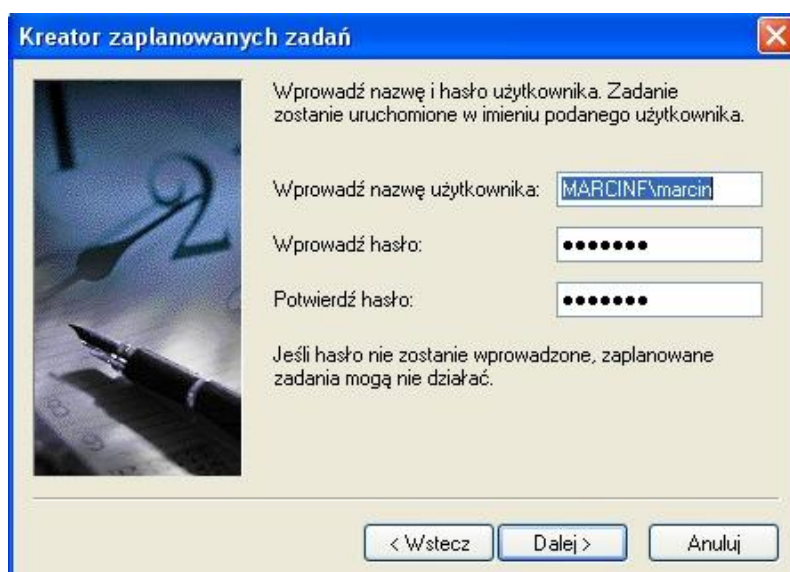 Kreator zaplanowanych zadań
Wprowadź nazwę i hasło użytkownika. Zadanie
zostanie uruchomione w imieniu podanego użytkownika.
Wprowadź nazwę użytkownika: MARCINF\marcin
Wprowadź hasło: •••••••
Potwierdź hasło: •••••••
Jeśli hasło nie zostanie wprowadzone, zaplanowane
zadania mogą nie działać.
< Wstecz Dalej > Anuluj